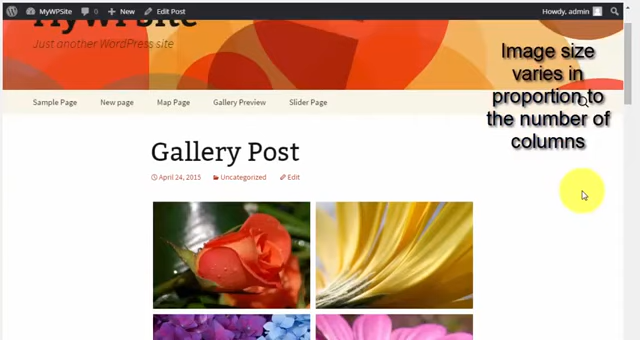 MyWPSite 0 New Edit Post Howdy, admin
MyWPSite
Just another WordPress site
Image size
varies in
proportion to
the number of
columns
Sample Page New page Map Page Gallery Preview Slider Page
Gallery Post
April 24, 2015 Uncategorized Edit